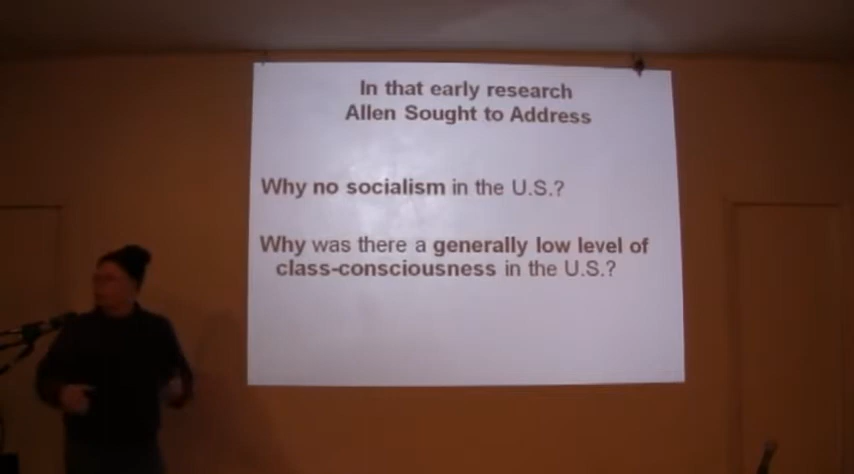 In that early research
Allen Sought to Address
Why no socialism in the U.S.?
Why was there a generally low level of
class-consciousness in the U.S.?